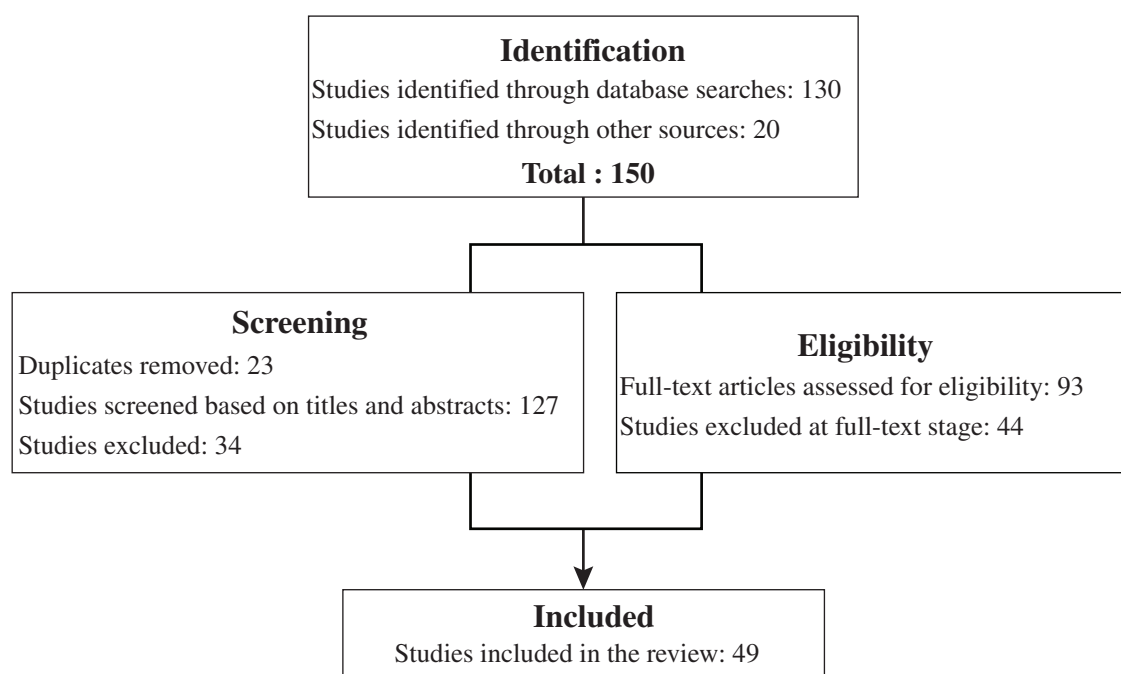 Identification
Studies identified through database searches: 130
Studies identified through other sources: 20
Total : 150
Screening
Duplicates removed: 23
Studies screened based on titles and abstracts: 127
Studies excluded: 34
Eligibility
Full-text articles assessed for eligibility: 93
Studies excluded at full-text stage: 44
Included
Studies included in the review: 49